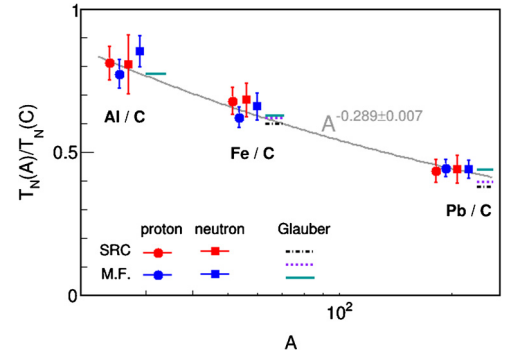 1
0.5
0
T_N(A)/T_N(C)
Al / C
Fe / C
A^-0.289±0.007
Pb / C
proton neutron Glauber
SRC
M.F.
10^2
A